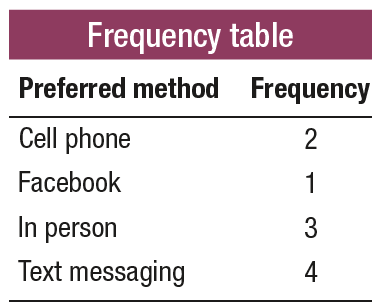 Frequency table
Preferred method Frequency
Cell phone 2
Facebook 1
In person 3
Text messaging 4